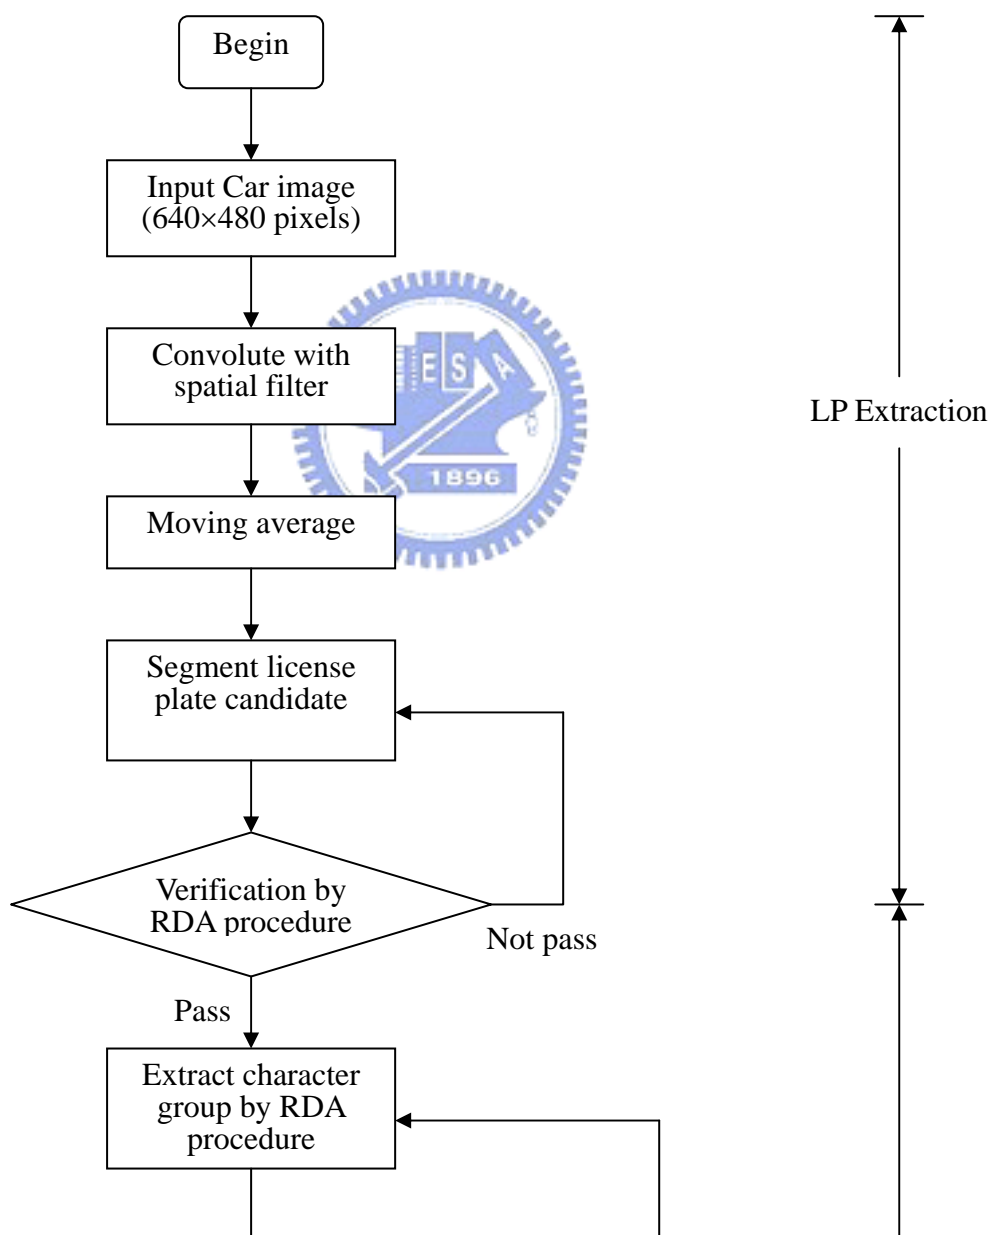 Begin
Input Car image
(640×480 pixels)
Convolute with
spatial filter
E S A
1896
LP Extraction
Moving average
Segment license
plate candidate
Verification by
RDA procedure
Not pass
Pass
Extract character
group by RDA
procedure